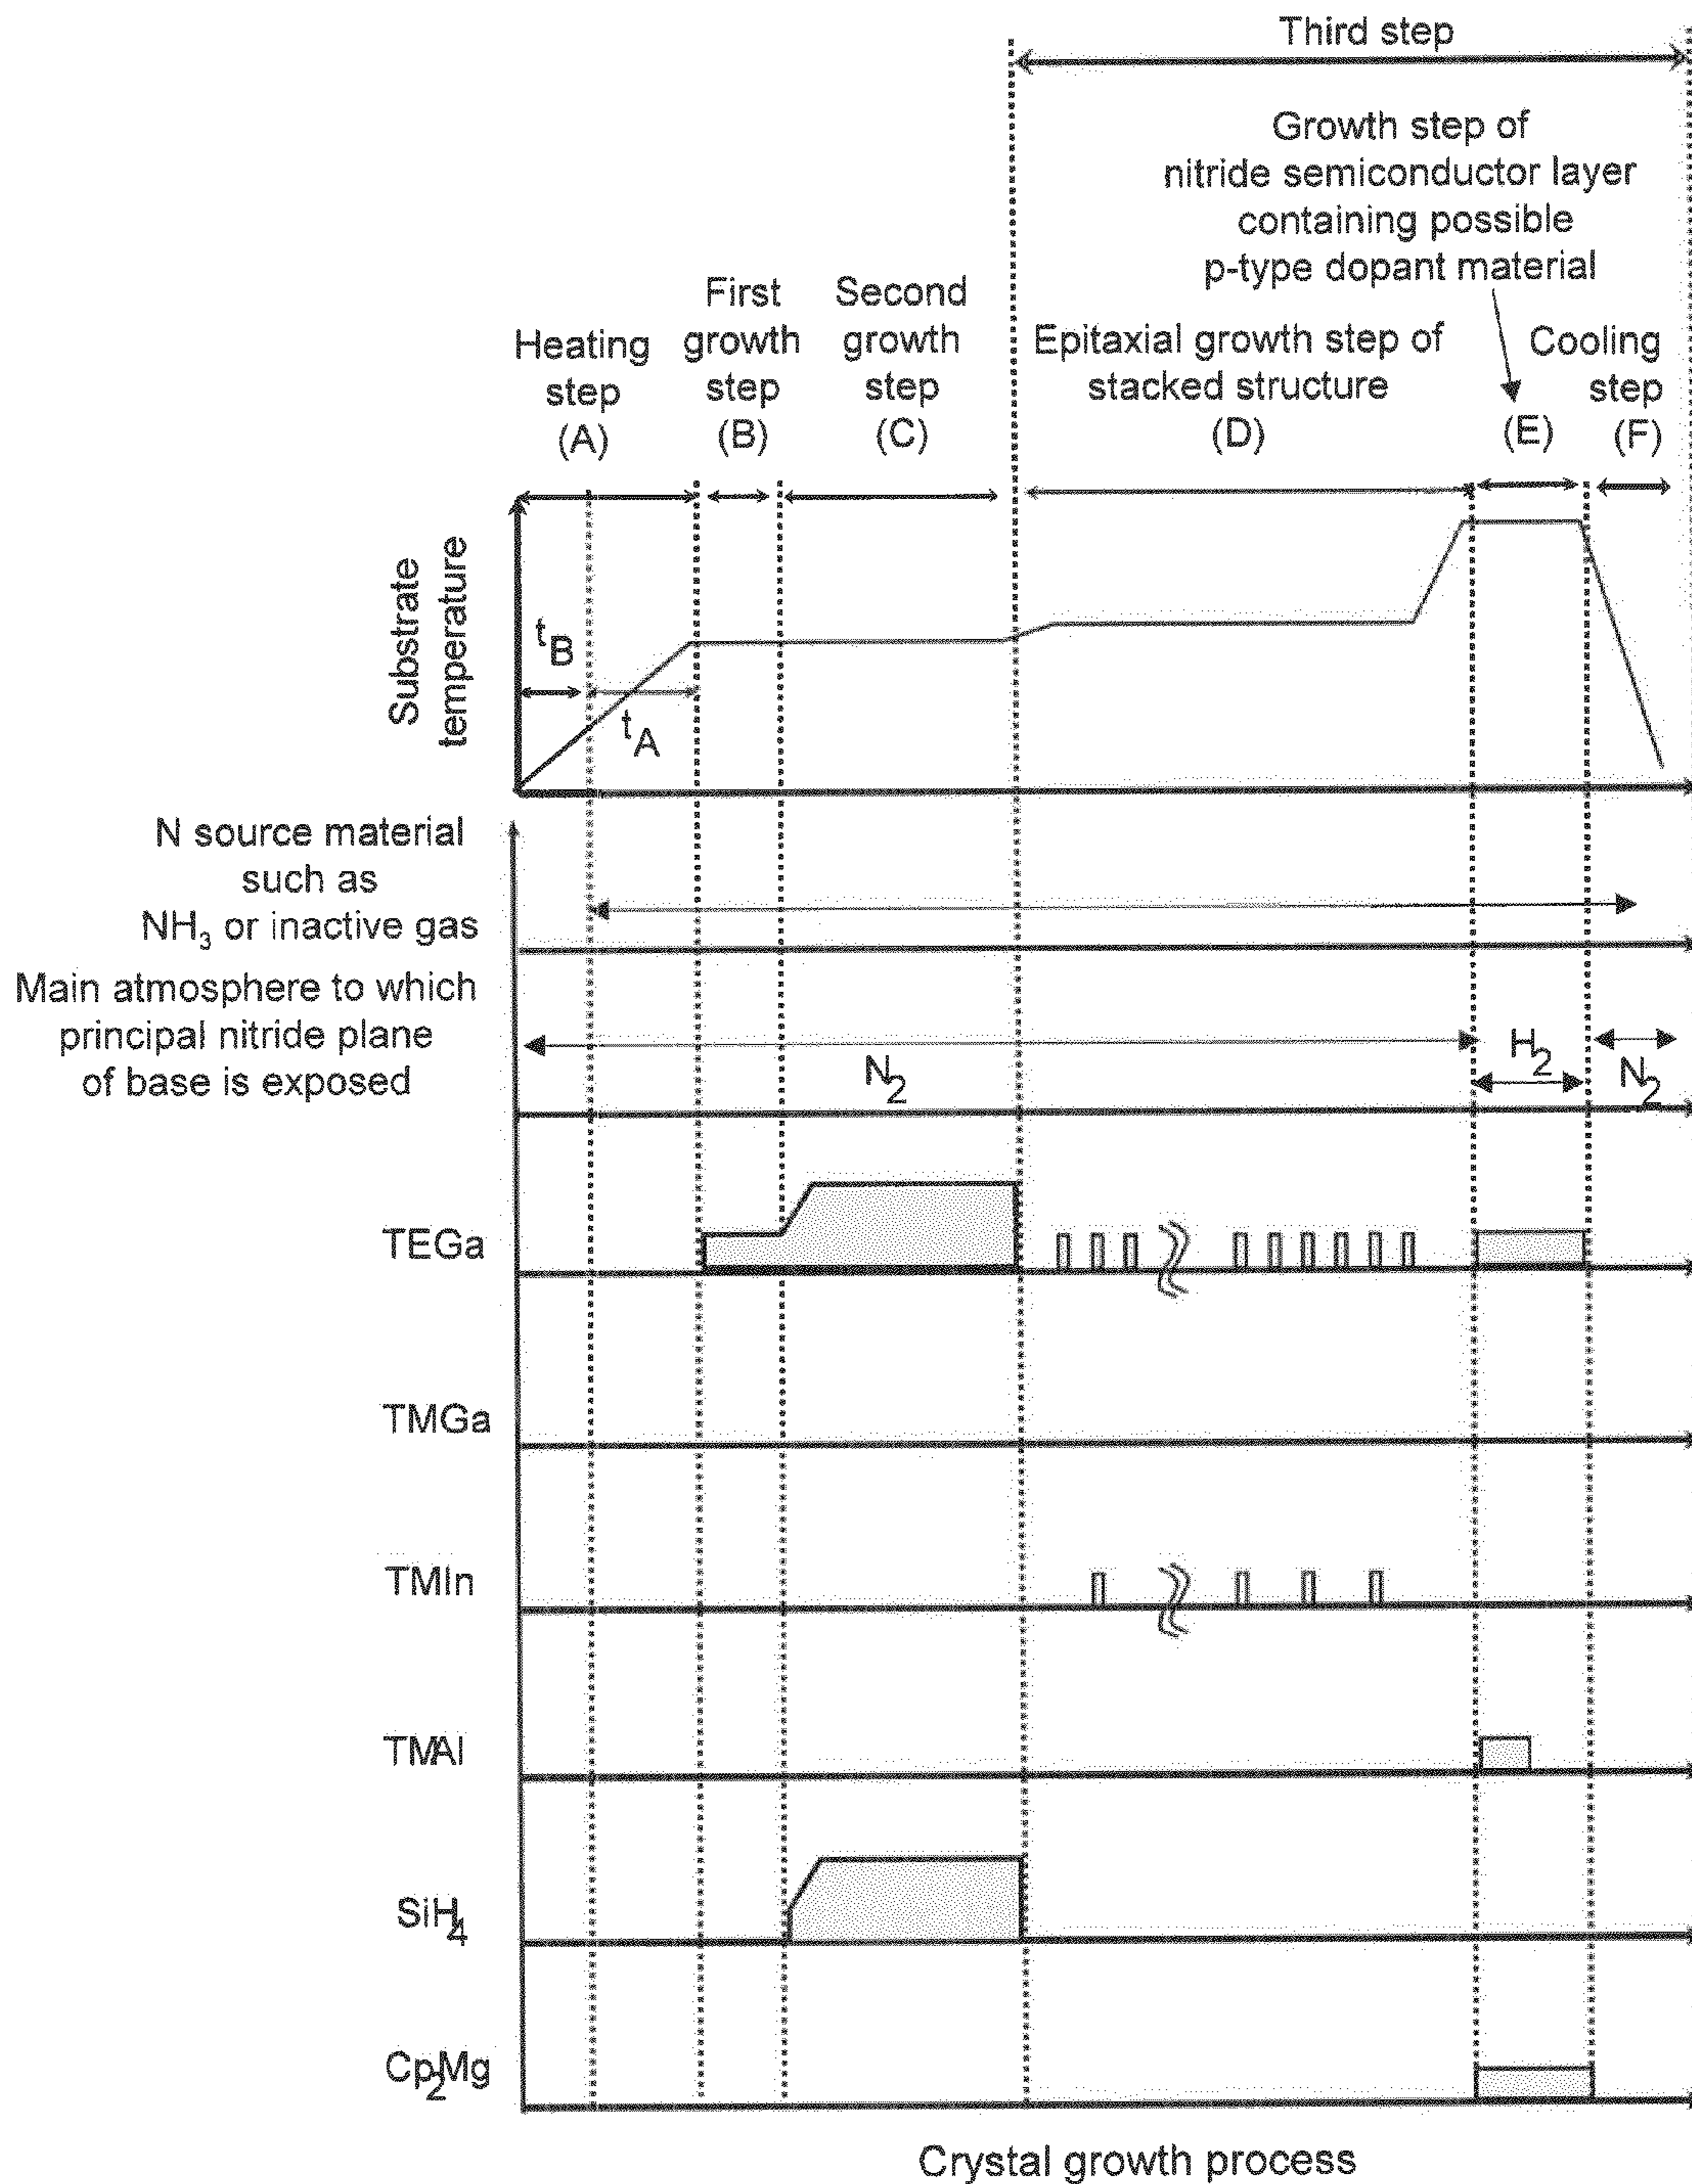 Third step
Growth step of
nitride semiconductor layer
containing possible
p-type dopant material
First
growth
step
(B)
Second
growth
step
(C)
Heating
step
(A)
Epitaxial growth step of
stacked structure
(D)
(E)
Cooling
step
(F)
Substrate
temperature
tB
tA
N source material
such as
NH3 or inactive gas
Main atmosphere to which
principal nitride plane
of base is exposed
N2
H2
N2
TEGa
TMGa
TMIn
TMAl
SiH4
Cp2Mg
Crystal growth process